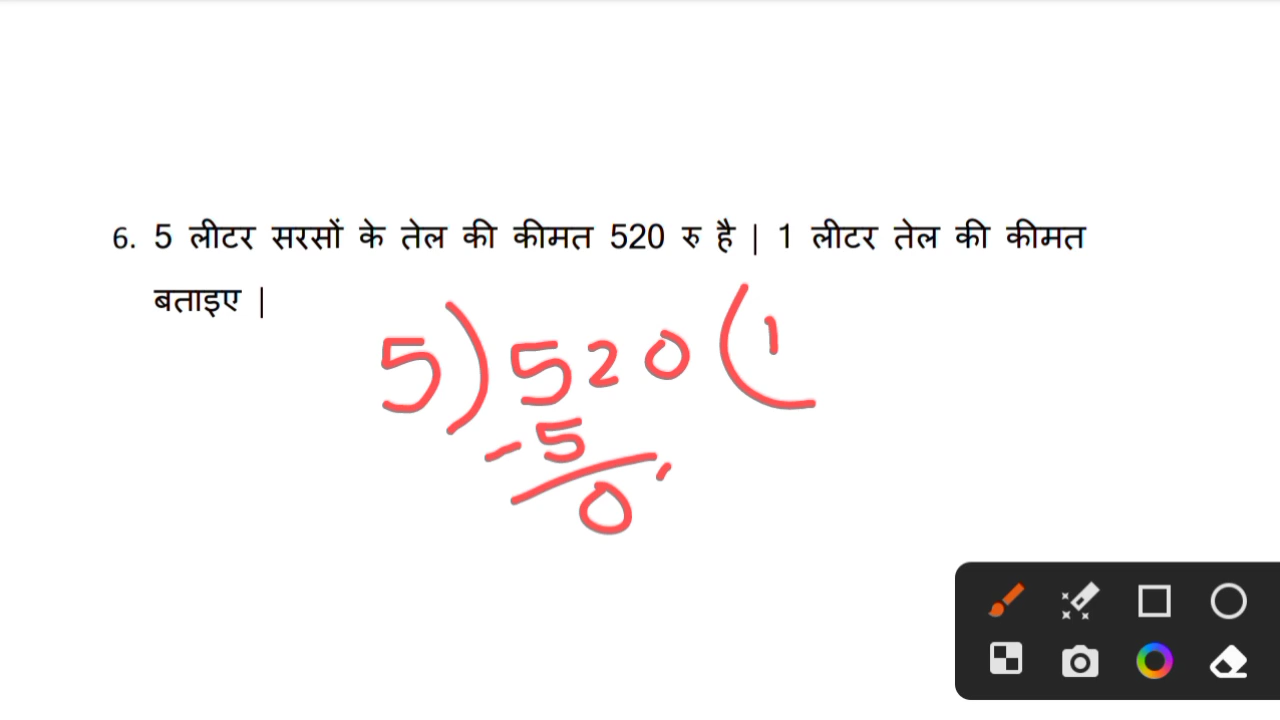 6. 5 लीटर सरसों के तेल की कीमत 520 रु है | 1 लीटर तेल की कीमत
बताइए |
5)520(1
-5
0